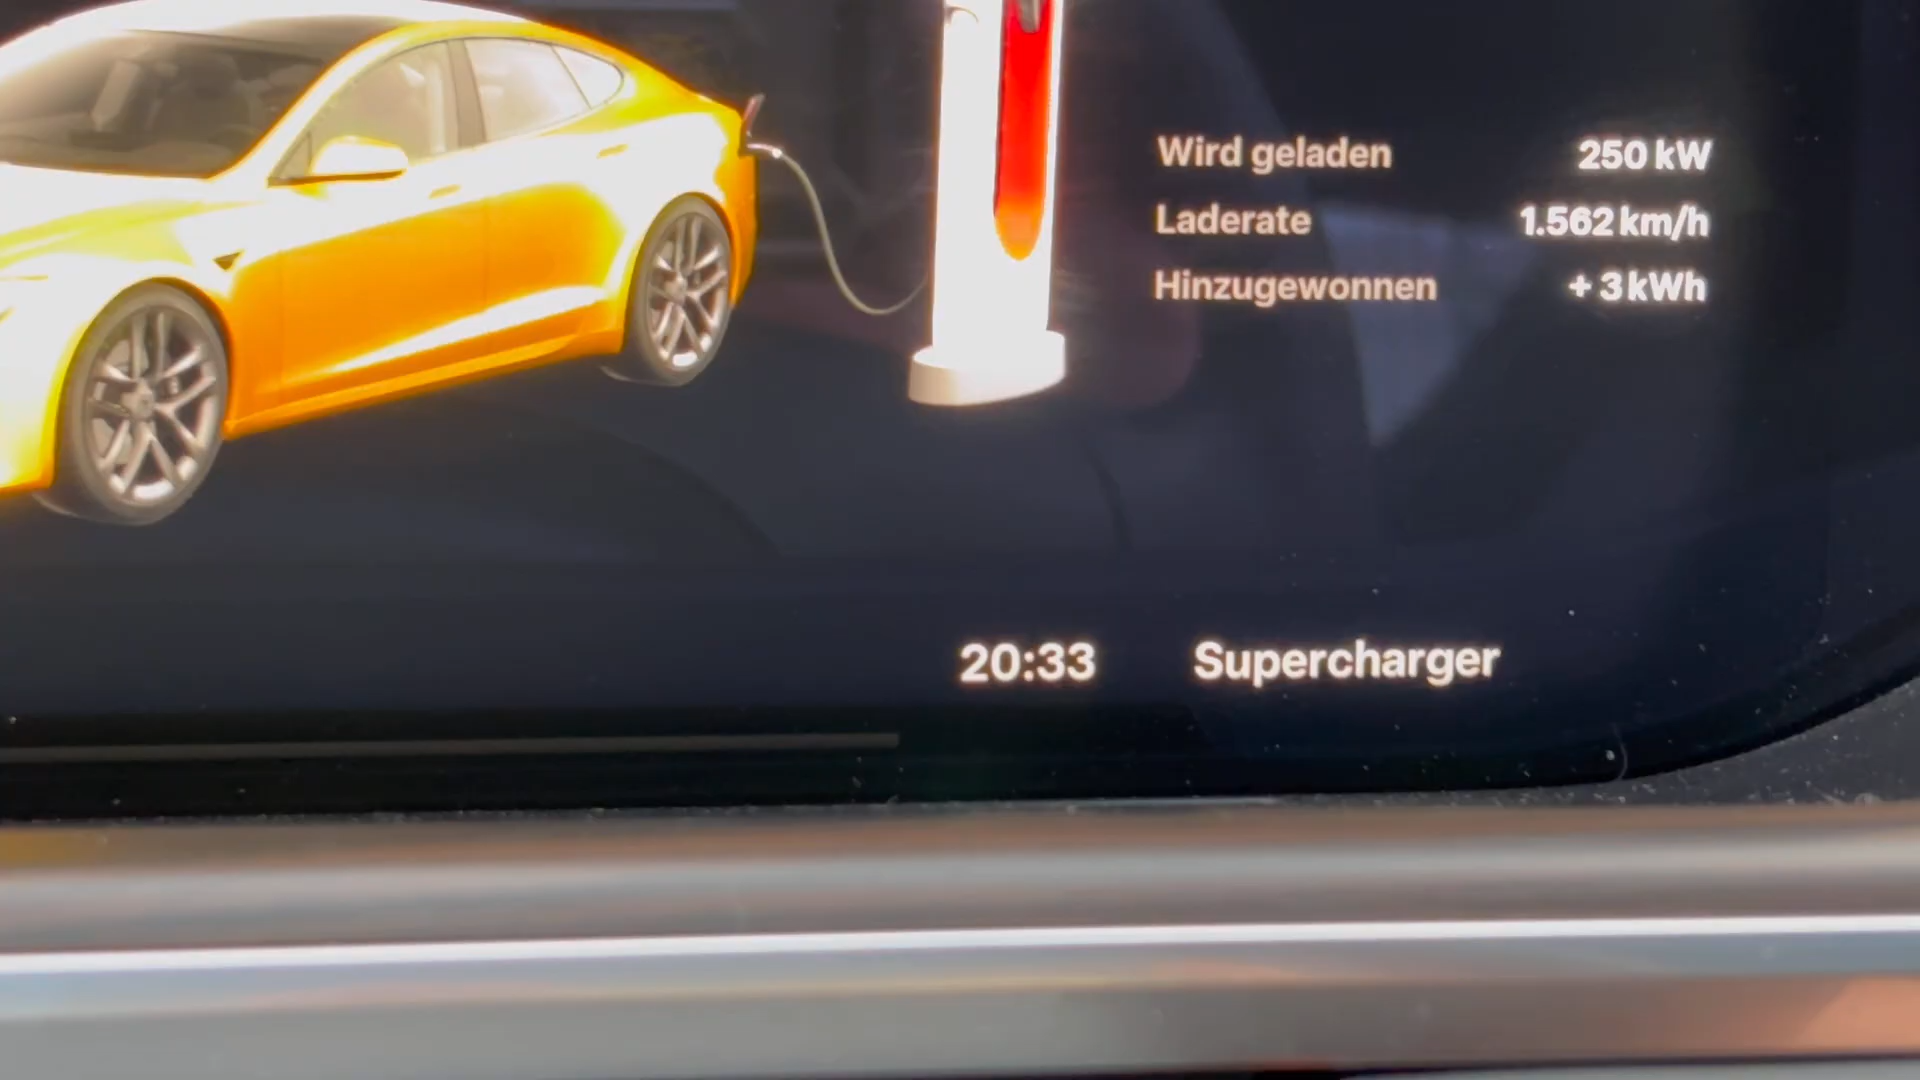 Wird geladen 250 kW
Laderate 1.562 km/h
Hinzugewonnen + 3 kWh
20:33 Supercharger